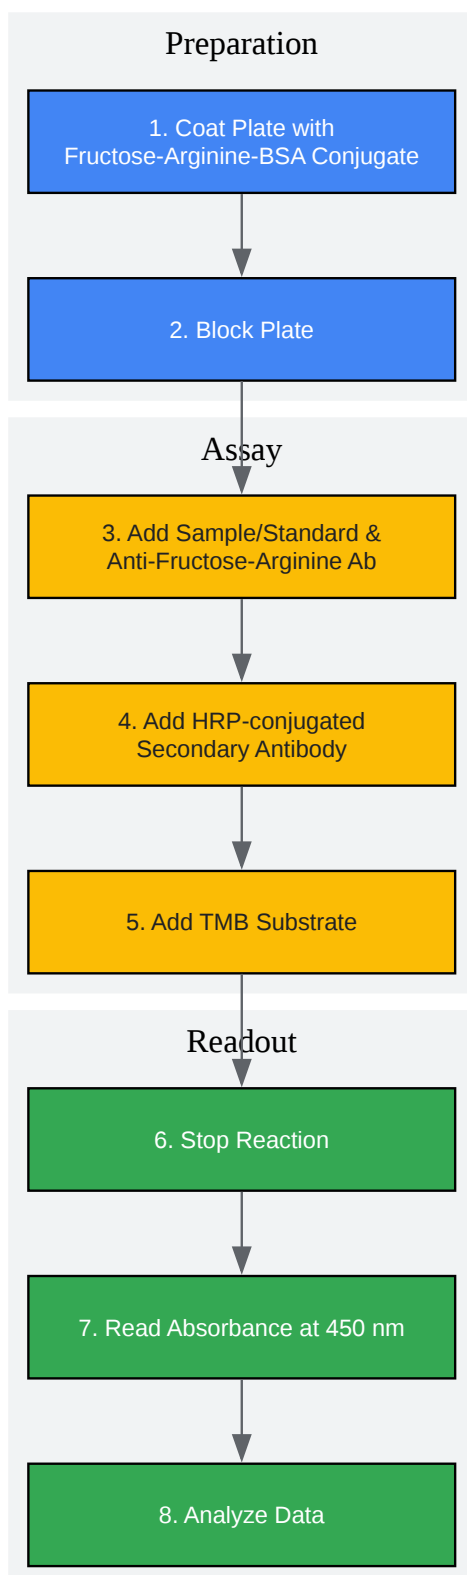 Preparation
1. Coat Plate with
Fructose-Arginine-BSA Conjugate
2. Block Plate
Assay
3. Add Sample/Standard &
Anti-Fructose-Arginine Ab
4. Add HRP-conjugated
Secondary Antibody
5. Add TMB Substrate
Readout
6. Stop Reaction
7. Read Absorbance at 450 nm
8. Analyze Data